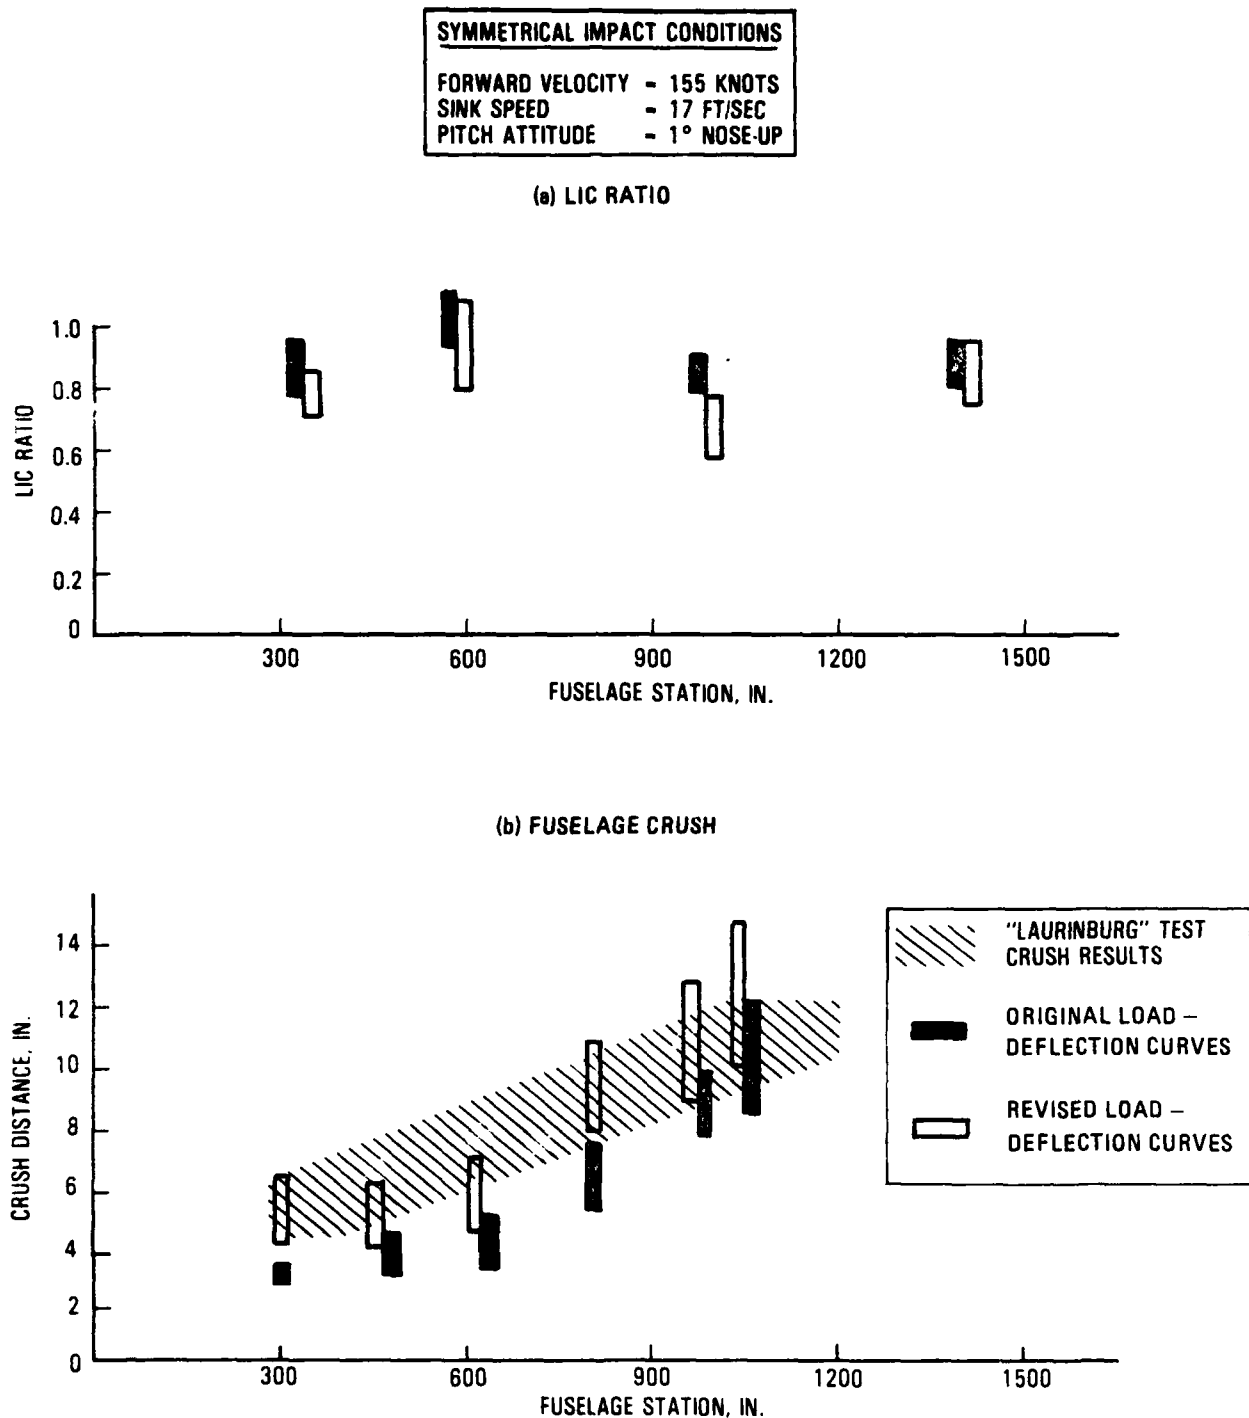 SYMMETRICAL IMPACT CONDITIONS
FORWARD VELOCITY - 155 KNOTS
SINK SPEED - 17 FT/SEC
PITCH ATTITUDE - 1° NOSE-UP
(a) LIC RATIO
1.0
0.8
0.6
0.4
0.2
0
LIC RATIO
300 600 900 1200 1500
FUSELAGE STATION, IN.
(b) FUSELAGE CRUSH
14
12
10
8
6
4
2
0
CRUSH DISTANCE, IN.
300 600 900 1200 1500
FUSELAGE STATION, IN.
"LAURINBURG" TEST
CRUSH RESULTS
ORIGINAL LOAD –
DEFLECTION CURVES
REVISED LOAD –
DEFLECTION CURVES